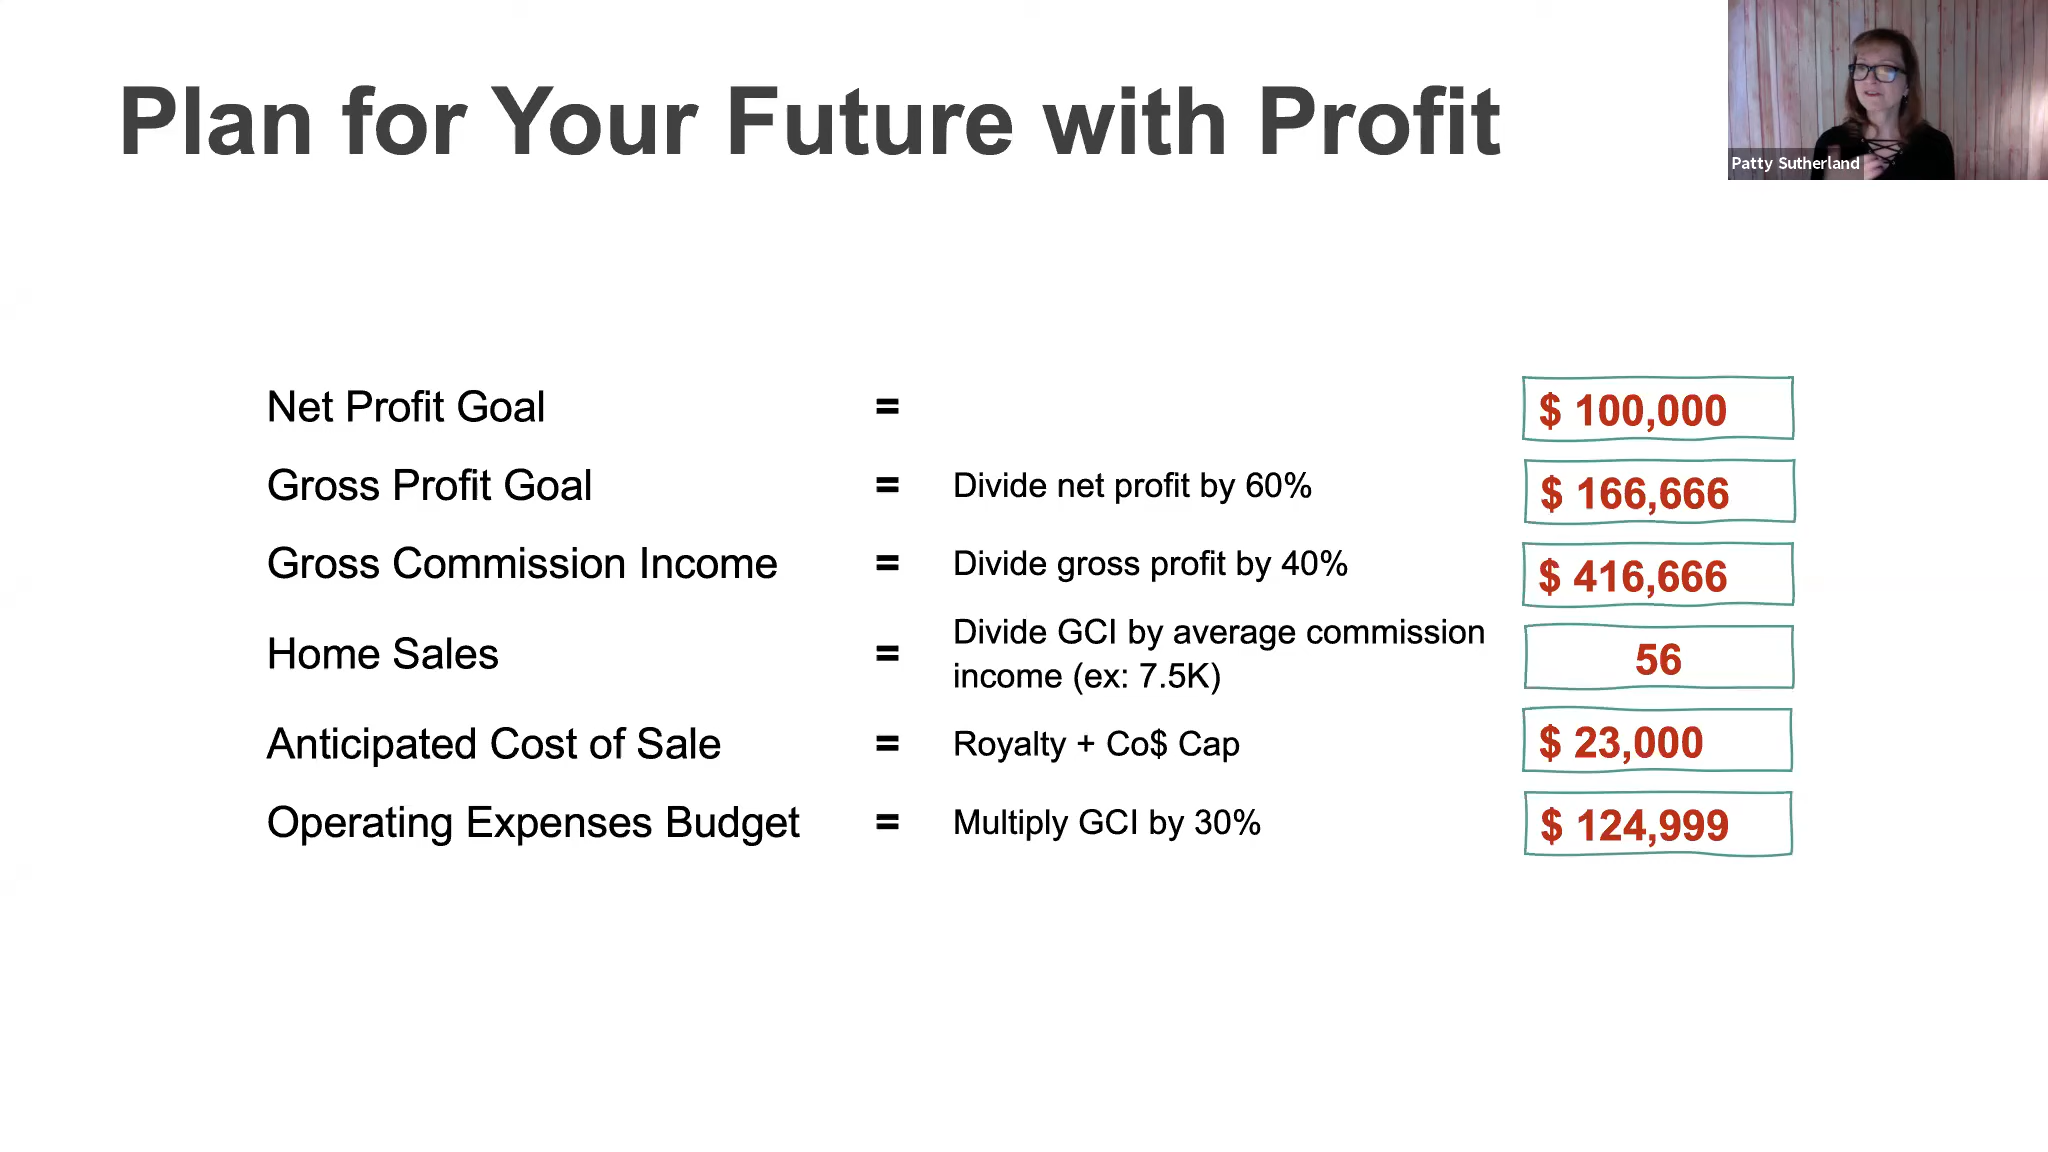 Plan for Your Future with Profit
Patty Sutherland
Net Profit Goal = $ 100,000
Gross Profit Goal = Divide net profit by 60% $ 166,666
Gross Commission Income = Divide gross profit by 40% $ 416,666
Home Sales = Divide GCI by average commission
income (ex: 7.5K) 56
Anticipated Cost of Sale = Royalty + Co$ Cap $ 23,000
Operating Expenses Budget = Multiply GCI by 30% $ 124,999